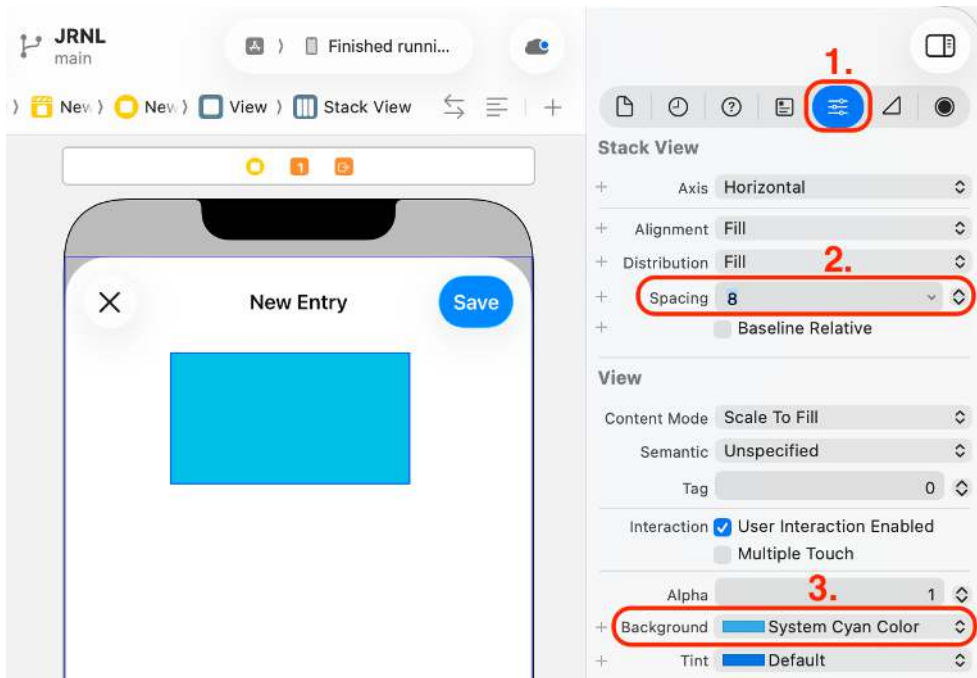 JRNL
main
Finished runni...
New
New
View
Stack View
1
New Entry
Save
1.
Stack View
Axis Horizontal
Alignment Fill
Distribution Fill
2.
Spacing 8
Baseline Relative
View
Content Mode Scale To Fill
Semantic Unspecified
Tag 0
Interaction User Interaction Enabled
Multiple Touch
Alpha 1
3.
Background System Cyan Color
Tint Default